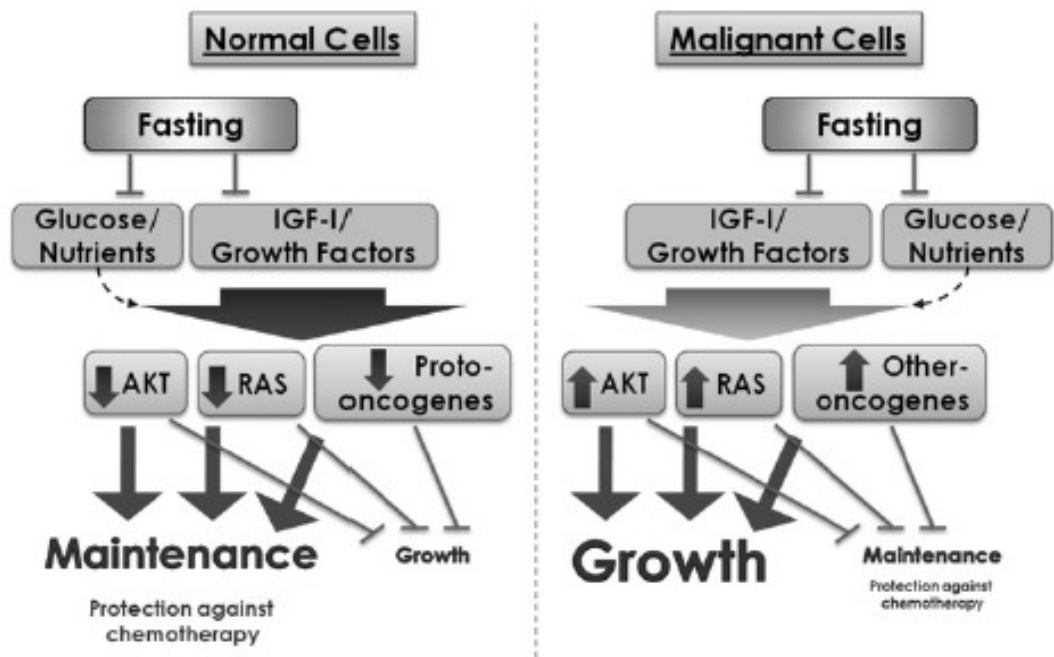 Normal Cells
Fasting
Glucose/
Nutrients
IGF-I/
Growth Factors
AKT
RAS
Proto-
oncogenes
Maintenance
Growth
Protection against
chemotherapy
Malignant Cells
Fasting
IGF-I/
Growth Factors
Glucose/
Nutrients
AKT
RAS
Other-
oncogenes
Growth
Maintenance
Protection against
chemotherapy